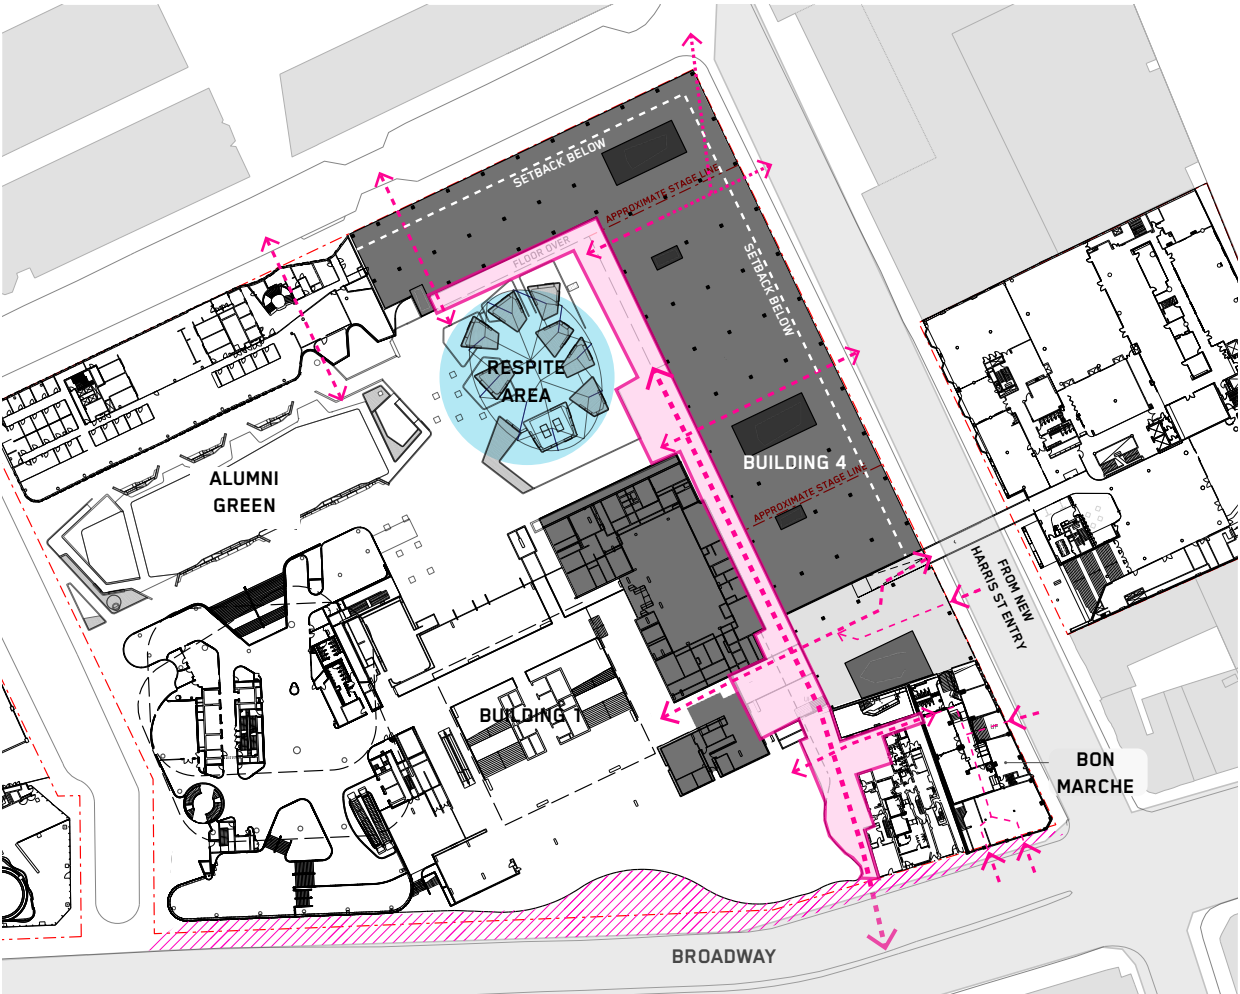 SETBACK BELOW
APPROXIMATE STAGE LINE
FLOOR OVER
SETBACK BELOW
RESPITE
AREA
ALUMNI
GREEN
BUILDING 4
APPROXIMATE STAGE LINE
FROM NEW
HARRIS ST ENTRY
BUILDING 1
BON
MARCHE
BROADWAY